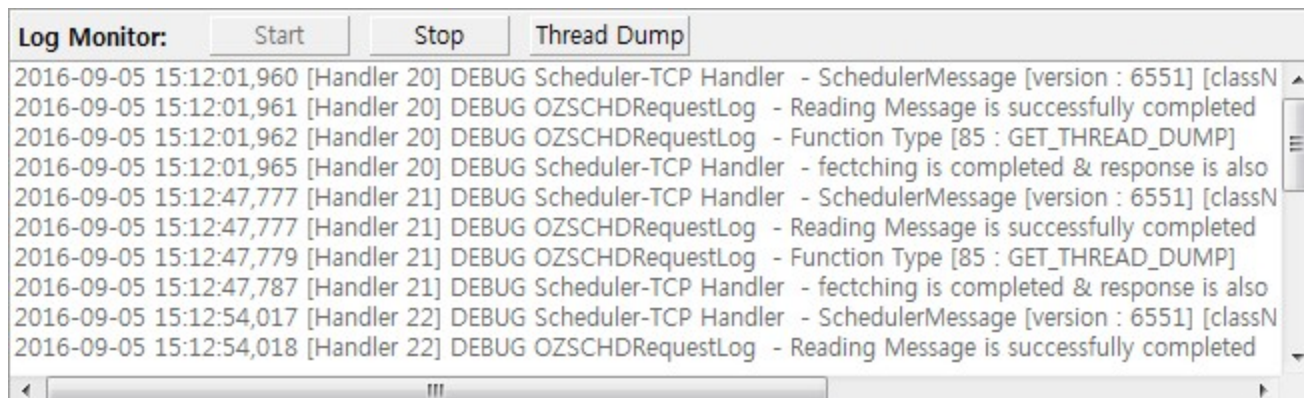 Log Monitor: Start Stop Thread Dump
2016-09-05 15:12:01,960 [Handler 20] DEBUG Scheduler-TCP Handler - SchedulerMessage [version : 6551] [classN
2016-09-05 15:12:01,961 [Handler 20] DEBUG OZSCHDRequestLog - Reading Message is successfully completed
2016-09-05 15:12:01,962 [Handler 20] DEBUG OZSCHDRequestLog - Function Type [85 : GET_THREAD_DUMP]
2016-09-05 15:12:01,965 [Handler 20] DEBUG Scheduler-TCP Handler - fectching is completed & response is also
2016-09-05 15:12:47,777 [Handler 21] DEBUG Scheduler-TCP Handler - SchedulerMessage [version : 6551] [classN
2016-09-05 15:12:47,777 [Handler 21] DEBUG OZSCHDRequestLog - Reading Message is successfully completed
2016-09-05 15:12:47,779 [Handler 21] DEBUG OZSCHDRequestLog - Function Type [85 : GET_THREAD_DUMP]
2016-09-05 15:12:47,787 [Handler 21] DEBUG Scheduler-TCP Handler - fectching is completed & response is also
2016-09-05 15:12:54,017 [Handler 22] DEBUG Scheduler-TCP Handler - SchedulerMessage [version : 6551] [classN
2016-09-05 15:12:54,018 [Handler 22] DEBUG OZSCHDRequestLog - Reading Message is successfully completed